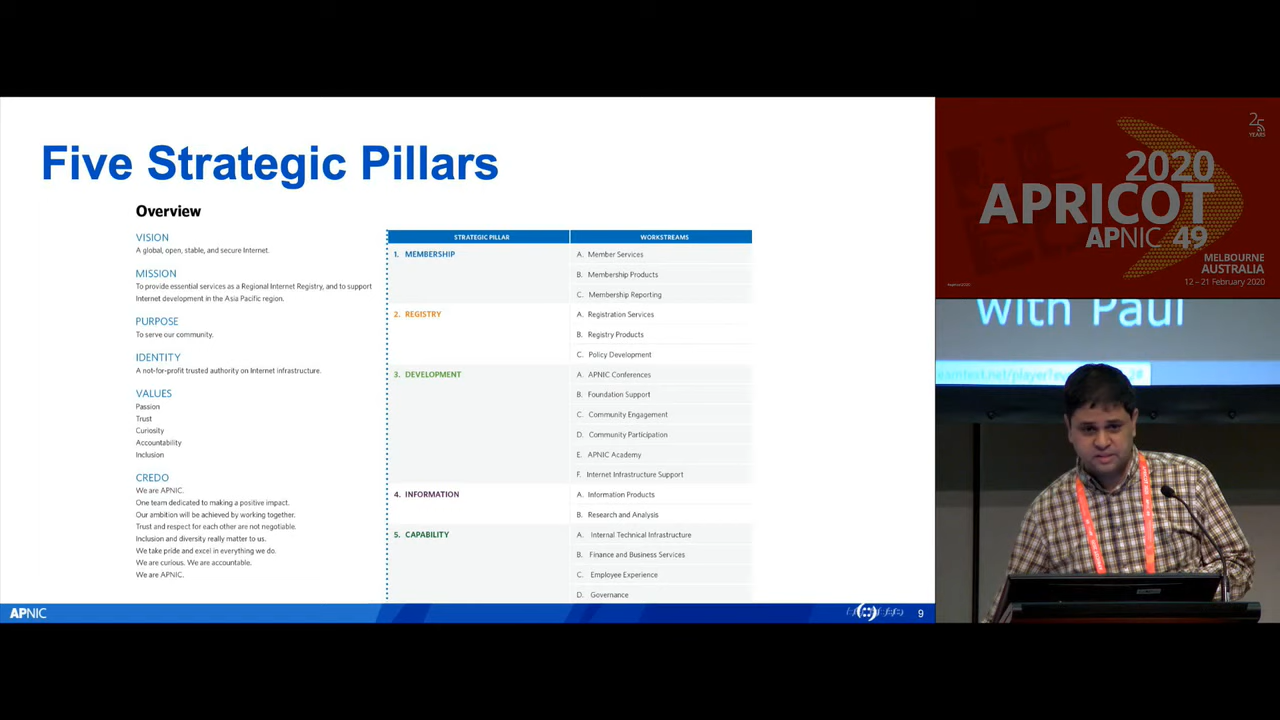 Five Strategic Pillars
Overview
VISION
A global, open, stable, and secure Internet.
MISSION
To provide essential services as a Regional Internet Registry, and to support
Internet development in the Asia Pacific region.
PURPOSE
To serve our community.
IDENTITY
A not-for-profit trusted authority on Internet infrastructure.
VALUES
Passion
Trust
Curiosity
Accountability
Inclusion
CREDO
We are APNIC.
One team dedicated to making a positive impact.
Our ambition will be achieved by working together.
Trust and respect for each other are not negotiable.
Inclusion and diversity really matter to us.
We take pride and excel in everything we do.
We are curious. We are accountable.
We are APNIC.
STRATEGIC PILLAR WORKSTREAMS
1. MEMBERSHIP
A. Member Services
B. Membership Products
C. Membership Reporting
2. REGISTRY
A. Registration Services
B. Registry Products
C. Policy Development
3. DEVELOPMENT
A. APNIC Conferences
B. Foundation Support
C. Community Engagement
D. Community Participation
E. APNIC Academy
F. Internet Infrastructure Support
4. INFORMATION
A. Information Products
B. Research and Analysis
5. CAPABILITY
A. Internal Technical Infrastructure
B. Finance and Business Services
C. Employee Experience
D. Governance
APNIC
9
25
YEARS
2020
APRICOT
APNIC 49
MELBOURNE
AUSTRALIA
12 – 21 February 2020
with Paul